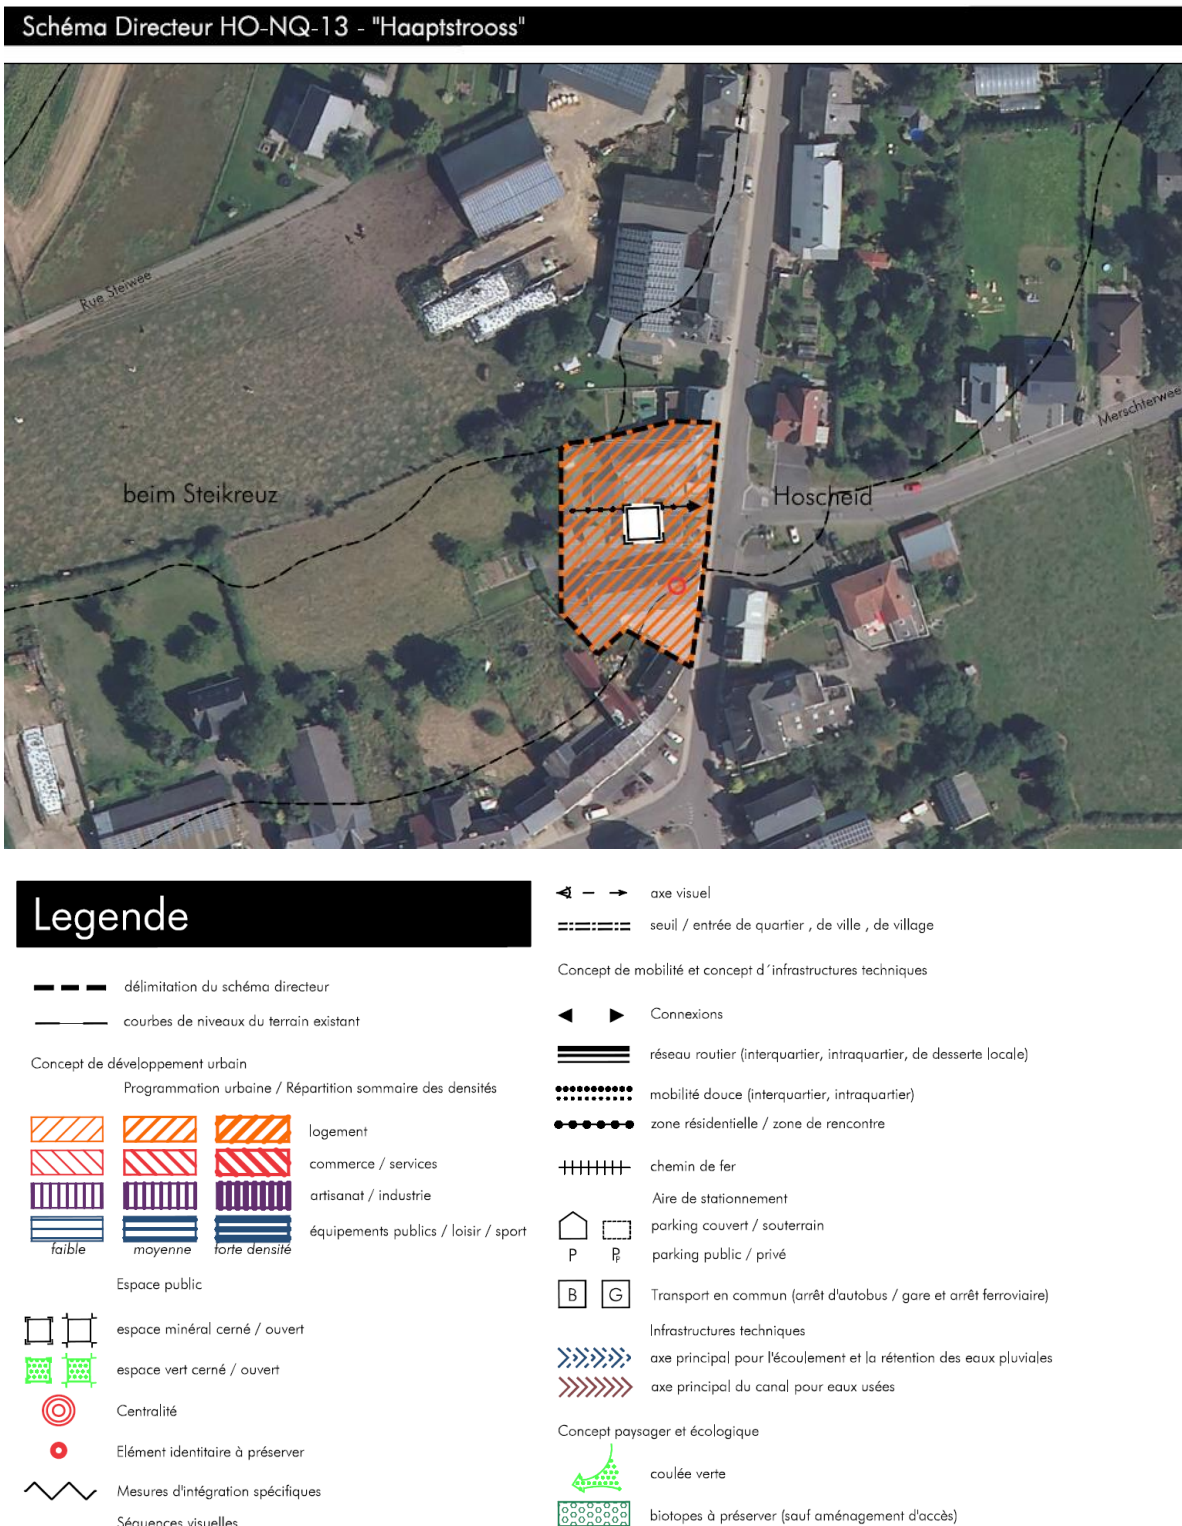 Schéma Directeur HO-NQ-13 - "Haaptstrooss"
Rue Steiwee
Merschterwee
beim Steikreuz
Hoscheid
Legende
délimitation du schéma directeur
courbes de niveaux du terrain existant
Concept de développement urbain
Programmation urbaine / Répartition sommaire des densités
logement
commerce / services
artisanat / industrie
équipements publics / loisir / sport
faible moyenne forte densité
Espace public
espace minéral cerné / ouvert
espace vert cerné / ouvert
Centralité
Elément identitaire à préserver
Mesures d'intégration spécifiques
Séquences visuelles
axe visuel
seuil / entrée de quartier , de ville , de village
Concept de mobilité et concept d´infrastructures techniques
Connexions
réseau routier (interquartier, intraquartier, de desserte locale)
mobilité douce (interquartier, intraquartier)
zone résidentielle / zone de rencontre
chemin de fer
Aire de stationnement
parking couvert / souterrain
P Pp parking public / privé
B G Transport en commun (arrêt d'autobus / gare et arrêt ferroviaire)
Infrastructures techniques
axe principal pour l'écoulement et la rétention des eaux pluviales
axe principal du canal pour eaux usées
Concept paysager et écologique
coulée verte
biotopes à préserver (sauf aménagement d'accès)